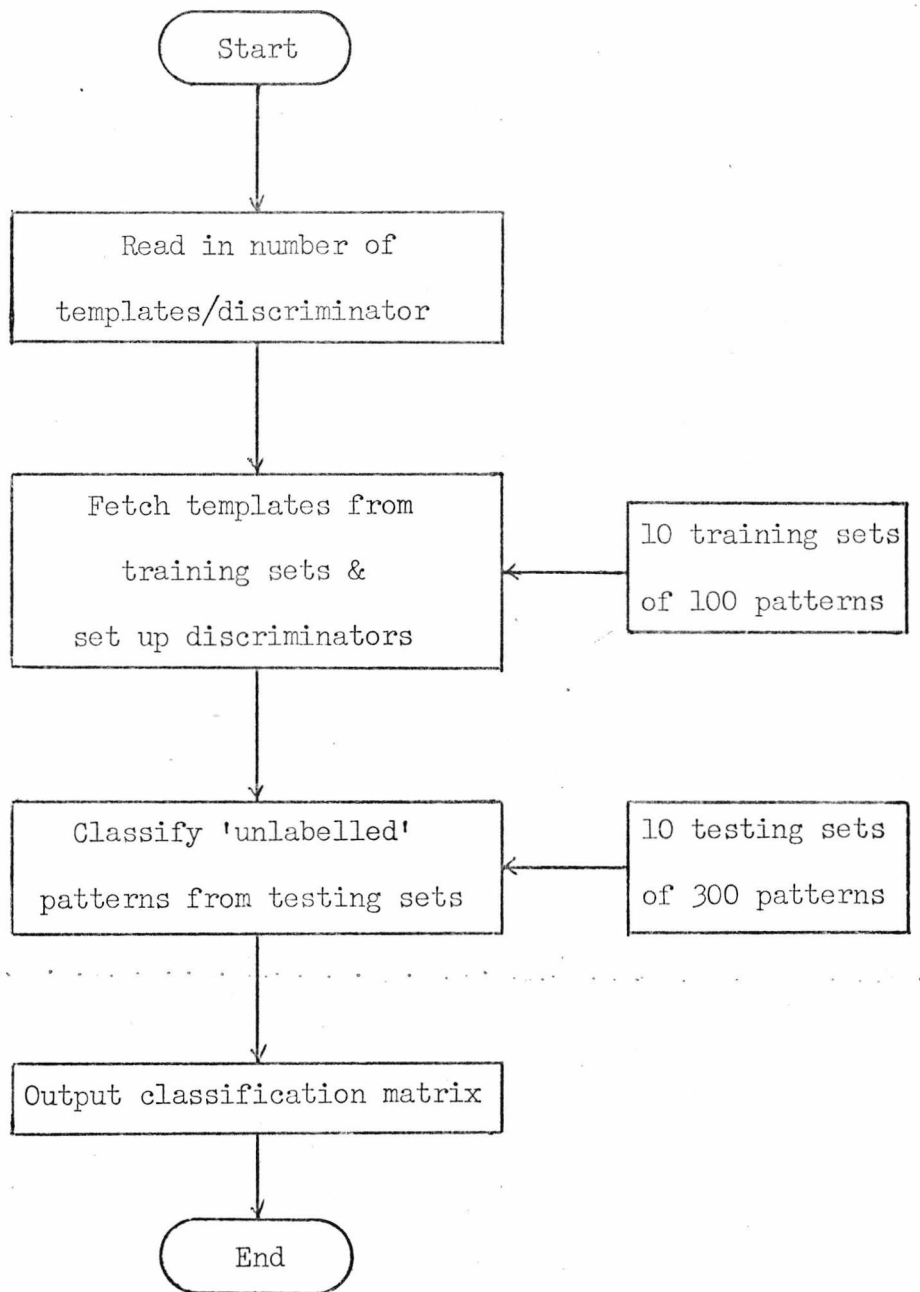 Start
Read in number of
templates/discriminator
Fetch templates from
training sets &
set up discriminators
10 training sets
of 100 patterns
Classify 'unlabelled'
patterns from testing sets
10 testing sets
of 300 patterns
Output classification matrix
End